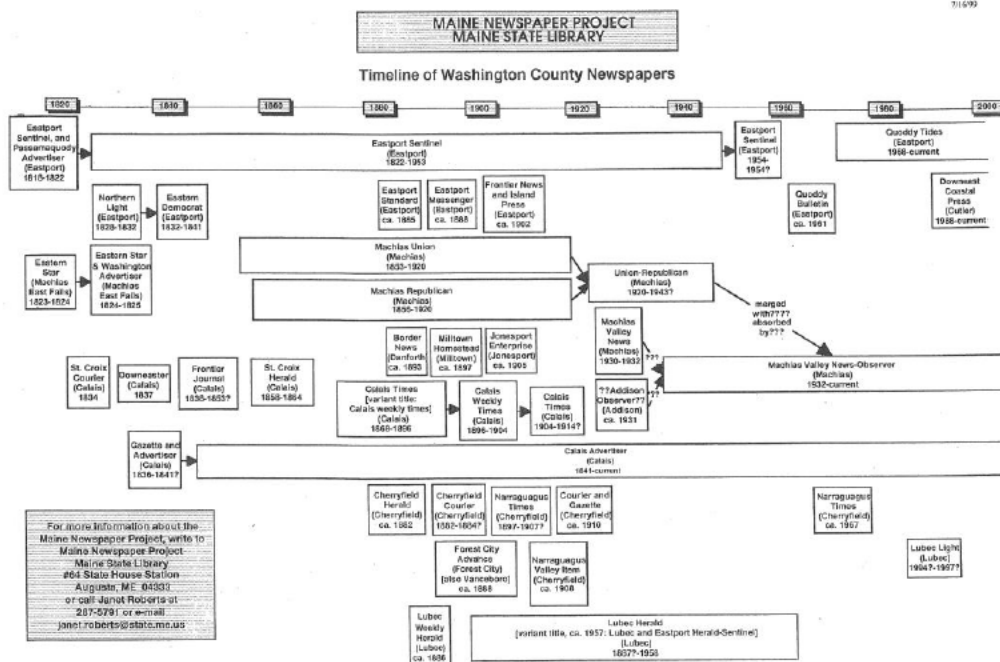 7/16/99
MAINE NEWSPAPER PROJECT
MAINE STATE LIBRARY
Timeline of Washington County Newspapers
1820 1840 1860 1880 1900 1920 1940 1960 1980 2000
Eastport
Sentinel, and
Passamaquody
Advertiser
(Eastport)
1818-1822
Eastport Sentinel
(Eastport)
1822-1953
Eastport
Sentinel
(Eastport)
1954-
1954?
Quoddy Tides
(Eastport)
1968-current
Northern
Light
(Eastport)
1828-1832
Eastern
Democrat
(Eastport)
1832-1841
Eastport
Standard
(Eastport)
ca. 1885
Eastport
Messenger
(Eastport)
ca. 1888
Frontier News
and Island
Press
(Eastport)
ca. 1902
Quoddy
Bulletin
(Eastport)
ca. 1961
Downeast
Coastal
Press
(Cutler)
1988-current
Eastern
Star
(Machias
East Falls)
1823-1824
Eastern Star
& Washington
Advertiser
(Machias
East Falls)
1824-1825
Machias Union
(Machias)
1853-1920
Machias Republican
(Machias)
1855-1920
Union-Republican
(Machias)
1920-1943?
merged
with????
absorbed
by???
Border
News
(Danforth)
ca. 1893
Milltown
Homestead
(Milltown)
ca. 1897
Jonesport
Enterprise
(Jonesport)
ca. 1905
Machias
Valley
News
(Machias)
1930-1932
???
Machias Valley News-Observer
(Machias)
1932-current
St. Croix
Courier
(Calais)
1834
Downeaster
(Calais)
1837
Frontier
Journal
(Calais)
1838-1853?
St. Croix
Herald
(Calais)
1858-1864
Calais Times
[variant title:
Calais weekly times]
(Calais)
1868-1896
Calais
Weekly
Times
(Calais)
1896-1904
Calais
Times
(Calais)
1904-1914?
??Addison
Observer??
(Addison)
ca. 1931
Gazette and
Advertiser
(Calais)
1836-1841?
Calais Advertiser
(Calais)
1841-current
Cherryfield
Herald
(Cherryfield)
ca. 1882
Cherryfield
Courier
(Cherryfield)
1882-1884?
Narraguagus
Times
(Cherryfield)
1897-1907?
Courier and
Gazette
(Cherryfield)
ca. 1910
Narraguagus
Times
(Cherryfield)
ca. 1967
Forest City
Advance
(Forest City)
[also Vanceboro]
ca. 1888
Narraguagus
Valley Item
(Cherryfield)
ca. 1908
Lubec Light
(Lubec)
1994?-1997?
Lubec
Weekly
Herald
(Lubec)
ca. 1886
Lubec Herald
[variant title, ca. 1957: Lubec and Eastport Herald-Sentinel]
(Lubec)
1887?-1958
For more information about the
Maine Newspaper Project, write to
Maine Newspaper Project
Maine State Library
#64 State House Station
Augusta, ME 04333
or call Janet Roberts at
287-5791 or e-mail
janet.roberts@state.me.us